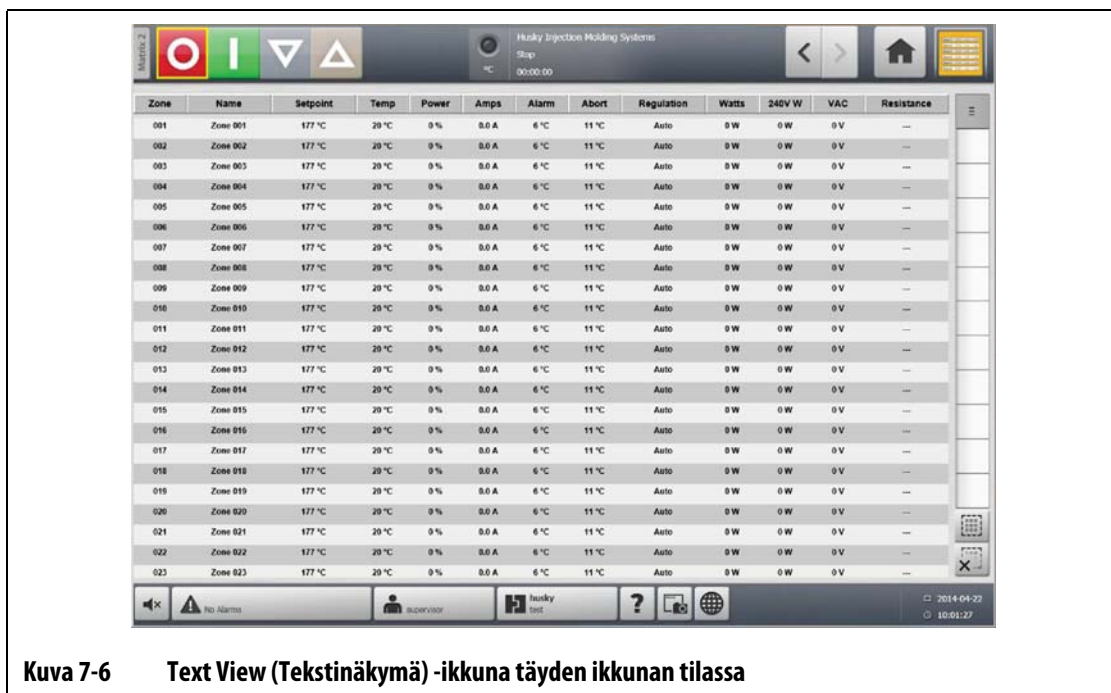 Matrix 2
Husky Injection Molding Systems
Stop
°C 00:00:00
Zone Name Setpoint Temp Power Amps Alarm Abort Regulation Watts 240V W VAC Resistance
001 Zone 001 177 °C 20 °C 0 % 0.0 A 6 °C 11 °C Auto 0 W 0 W 0 V ---
002 Zone 002 177 °C 20 °C 0 % 0.0 A 6 °C 11 °C Auto 0 W 0 W 0 V ---
003 Zone 003 177 °C 20 °C 0 % 0.0 A 6 °C 11 °C Auto 0 W 0 W 0 V ---
004 Zone 004 177 °C 20 °C 0 % 0.0 A 6 °C 11 °C Auto 0 W 0 W 0 V ---
005 Zone 005 177 °C 20 °C 0 % 0.0 A 6 °C 11 °C Auto 0 W 0 W 0 V ---
006 Zone 006 177 °C 20 °C 0 % 0.0 A 6 °C 11 °C Auto 0 W 0 W 0 V ---
007 Zone 007 177 °C 20 °C 0 % 0.0 A 6 °C 11 °C Auto 0 W 0 W 0 V ---
008 Zone 008 177 °C 20 °C 0 % 0.0 A 6 °C 11 °C Auto 0 W 0 W 0 V ---
009 Zone 009 177 °C 20 °C 0 % 0.0 A 6 °C 11 °C Auto 0 W 0 W 0 V ---
010 Zone 010 177 °C 20 °C 0 % 0.0 A 6 °C 11 °C Auto 0 W 0 W 0 V ---
011 Zone 011 177 °C 20 °C 0 % 0.0 A 6 °C 11 °C Auto 0 W 0 W 0 V ---
012 Zone 012 177 °C 20 °C 0 % 0.0 A 6 °C 11 °C Auto 0 W 0 W 0 V ---
013 Zone 013 177 °C 20 °C 0 % 0.0 A 6 °C 11 °C Auto 0 W 0 W 0 V ---
014 Zone 014 177 °C 20 °C 0 % 0.0 A 6 °C 11 °C Auto 0 W 0 W 0 V ---
015 Zone 015 177 °C 20 °C 0 % 0.0 A 6 °C 11 °C Auto 0 W 0 W 0 V ---
016 Zone 016 177 °C 20 °C 0 % 0.0 A 6 °C 11 °C Auto 0 W 0 W 0 V ---
017 Zone 017 177 °C 20 °C 0 % 0.0 A 6 °C 11 °C Auto 0 W 0 W 0 V ---
018 Zone 018 177 °C 20 °C 0 % 0.0 A 6 °C 11 °C Auto 0 W 0 W 0 V ---
019 Zone 019 177 °C 20 °C 0 % 0.0 A 6 °C 11 °C Auto 0 W 0 W 0 V ---
020 Zone 020 177 °C 20 °C 0 % 0.0 A 6 °C 11 °C Auto 0 W 0 W 0 V ---
021 Zone 021 177 °C 20 °C 0 % 0.0 A 6 °C 11 °C Auto 0 W 0 W 0 V ---
022 Zone 022 177 °C 20 °C 0 % 0.0 A 6 °C 11 °C Auto 0 W 0 W 0 V ---
023 Zone 023 177 °C 20 °C 0 % 0.0 A 6 °C 11 °C Auto 0 W 0 W 0 V ---
No Alarms supervisor husky test ? 2014-04-22
10:01:27
Kuva 7-6 Text View (Tekstinäkymä) -ikkuna täyden ikkunan tilassa